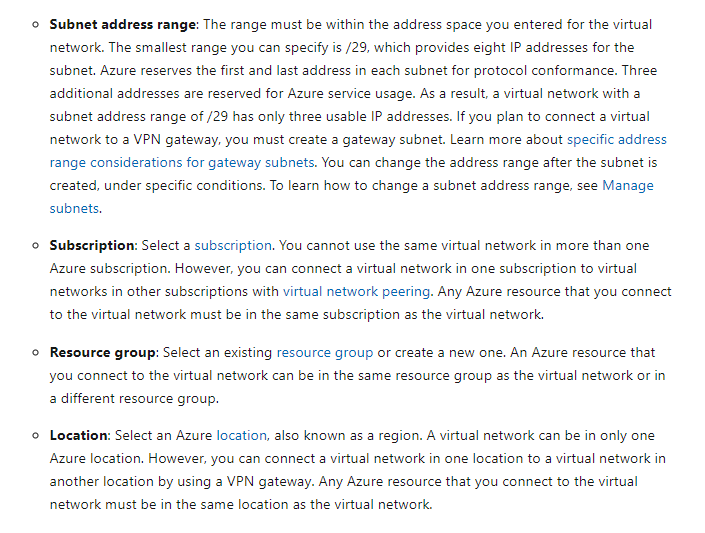 Subnet address range: The range must be within the address space you entered for the virtual
network. The smallest range you can specify is /29, which provides eight IP addresses for the
subnet. Azure reserves the first and last address in each subnet for protocol conformance. Three
additional addresses are reserved for Azure service usage. As a result, a virtual network with a
subnet address range of /29 has only three usable IP addresses. If you plan to connect a virtual
network to a VPN gateway, you must create a gateway subnet. Learn more about specific address
range considerations for gateway subnets. You can change the address range after the subnet is
created, under specific conditions. To learn how to change a subnet address range, see Manage
subnets.
Subscription: Select a subscription. You cannot use the same virtual network in more than one
Azure subscription. However, you can connect a virtual network in one subscription to virtual
networks in other subscriptions with virtual network peering. Any Azure resource that you connect
to the virtual network must be in the same subscription as the virtual network.
Resource group: Select an existing resource group or create a new one. An Azure resource that
you connect to the virtual network can be in the same resource group as the virtual network or in
a different resource group.
Location: Select an Azure location, also known as a region. A virtual network can be in only one
Azure location. However, you can connect a virtual network in one location to a virtual network in
another location by using a VPN gateway. Any Azure resource that you connect to the virtual
network must be in the same location as the virtual network.